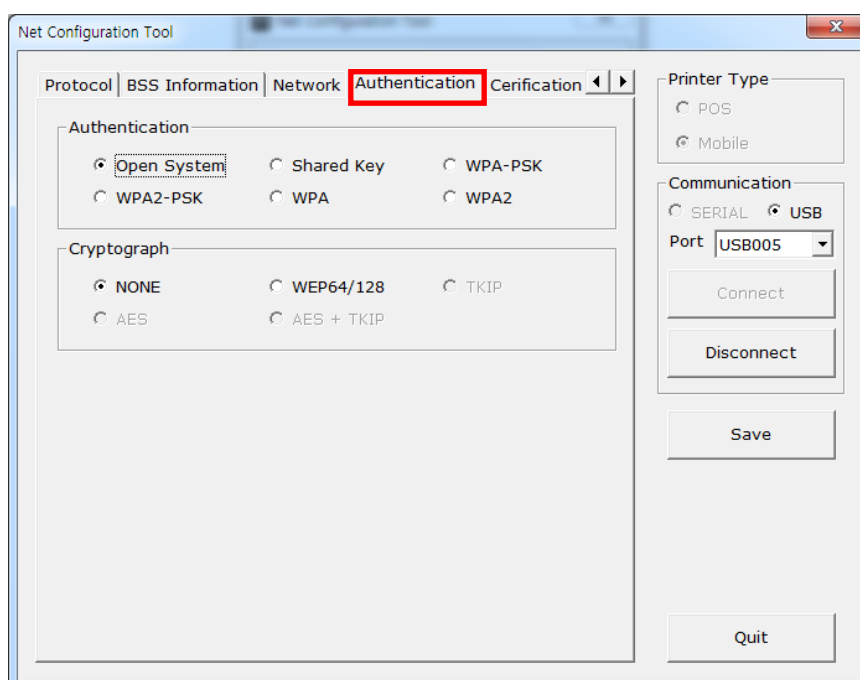 Net Configuration Tool
Protocol BSS Information Network Authentication Cerification
Authentication
Open System Shared Key WPA-PSK
WPA2-PSK WPA WPA2
Cryptograph
NONE WEP64/128 TKIP
AES AES + TKIP
Printer Type
POS
Mobile
Communication
SERIAL USB
Port USB005
Connect
Disconnect
Save
Quit